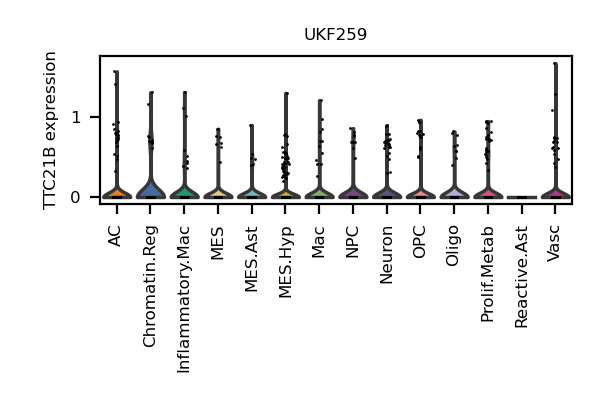 UKF259
TTC21B expression
1
0
AC
Chromatin.Reg
Inflammatory.Mac
MES
MES.Ast
MES.Hyp
Mac
NPC
Neuron
OPC
Oligo
Prolif.Metab
Reactive.Ast
Vasc